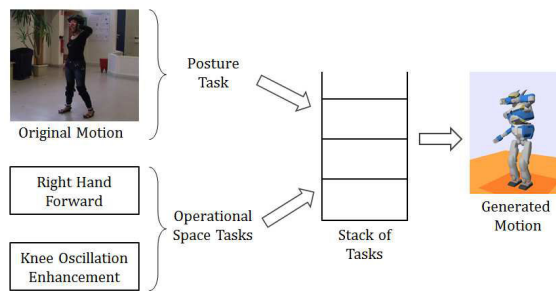 Original Motion
Posture
Task
Right Hand
Forward
Knee Oscillation
Enhancement
Operational
Space Tasks
Stack of
Tasks
Generated
Motion